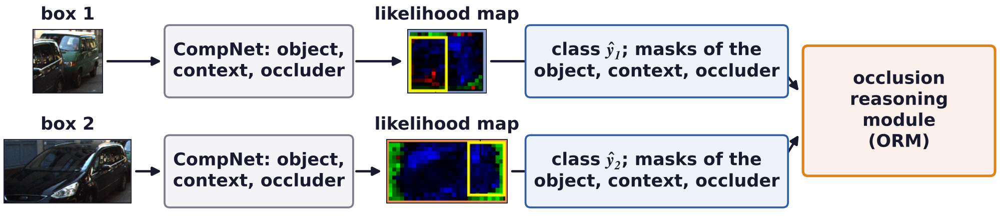 box 1
likelihood map
CompNet: object,
context, occluder
class ŷ₁; masks of the
object, context, occluder
box 2
likelihood map
CompNet: object,
context, occluder
class ŷ₂; masks of the
object, context, occluder
occlusion
reasoning
module
(ORM)